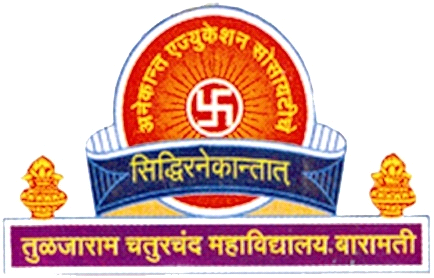 अनेकान्त एज्युकेशन सोसायटीचे
सिद्धिरनेकान्तात्
तुळजाराम चतुरचंद महाविद्यालय.बारामती